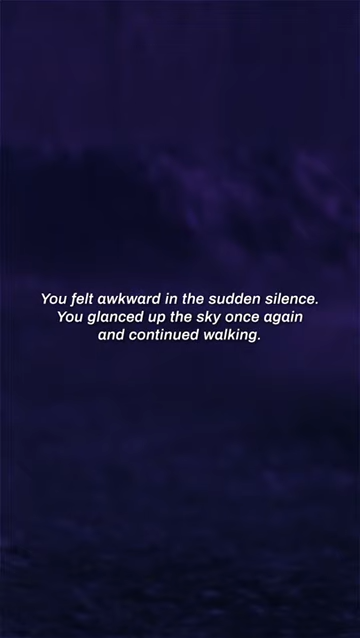 You felt awkward in the sudden silence.
You glanced up the sky once again
and continued walking.